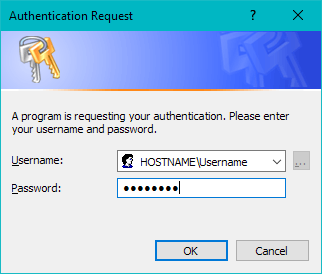 Authentication Request
?
A program is requesting your authentication. Please enter
your username and password.
Username:
HOSTNAME\Username
...
Password:
●●●●●●●●
OK
Cancel